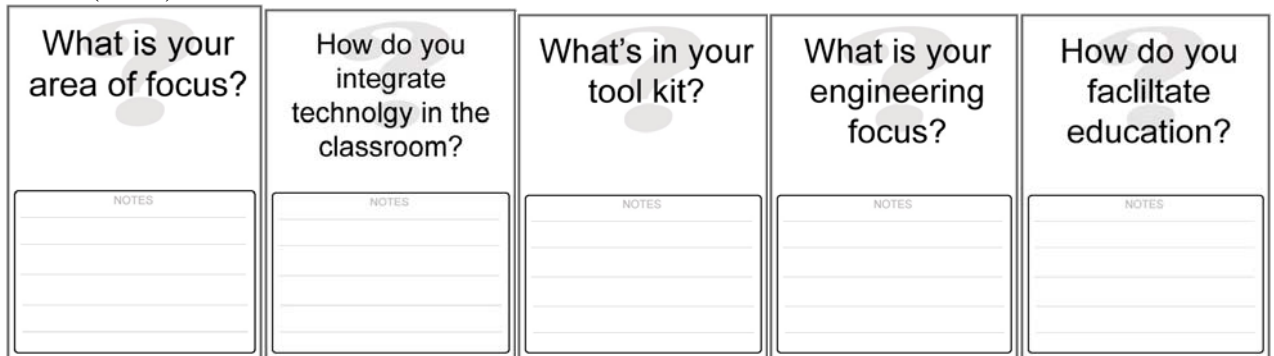 What is your
area of focus?
NOTES
How do you
integrate
technolgy in the
classroom?
NOTES
What's in your
tool kit?
NOTES
What is your
engineering
focus?
NOTES
How do you
facliltate
education?
NOTES